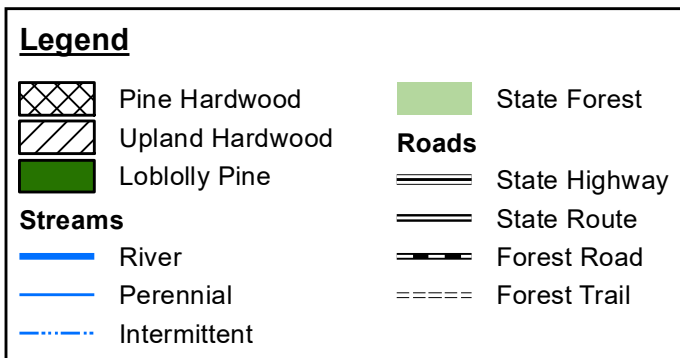 Legend
Pine Hardwood
Upland Hardwood
Loblolly Pine
Streams
River
Perennial
Intermittent
State Forest
Roads
State Highway
State Route
Forest Road
Forest Trail